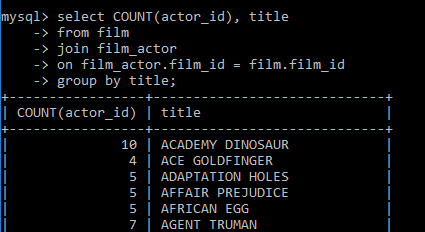 mysql> select COUNT(actor_id), title
    -> from film
    -> join film_actor
    -> on film_actor.film_id = film.film_id
    -> group by title;
+-----------------+-----------------------------+
| COUNT(actor_id) | title                       |
+-----------------+-----------------------------+
|              10 | ACADEMY DINOSAUR
|               4 | ACE GOLDFINGER
|               5 | ADAPTATION HOLES
|               5 | AFFAIR PREJUDICE
|               5 | AFRICAN EGG
|               7 | AGENT TRUMAN